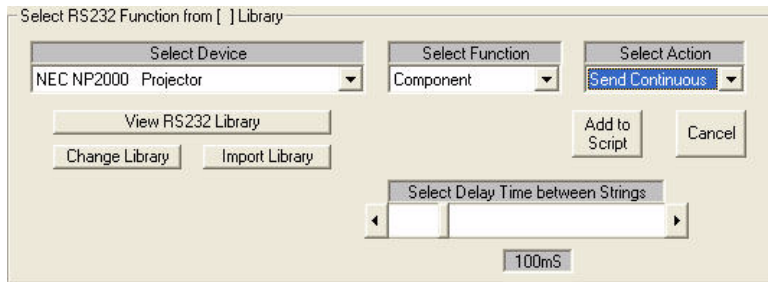 Select RS232 Function from [ ] Library
Select Device
Select Function
Select Action
NEC NP2000 Projector
Component
Send Continuous
View RS232 Library
Change Library
Import Library
Add to
Script
Cancel
Select Delay Time between Strings
100mS